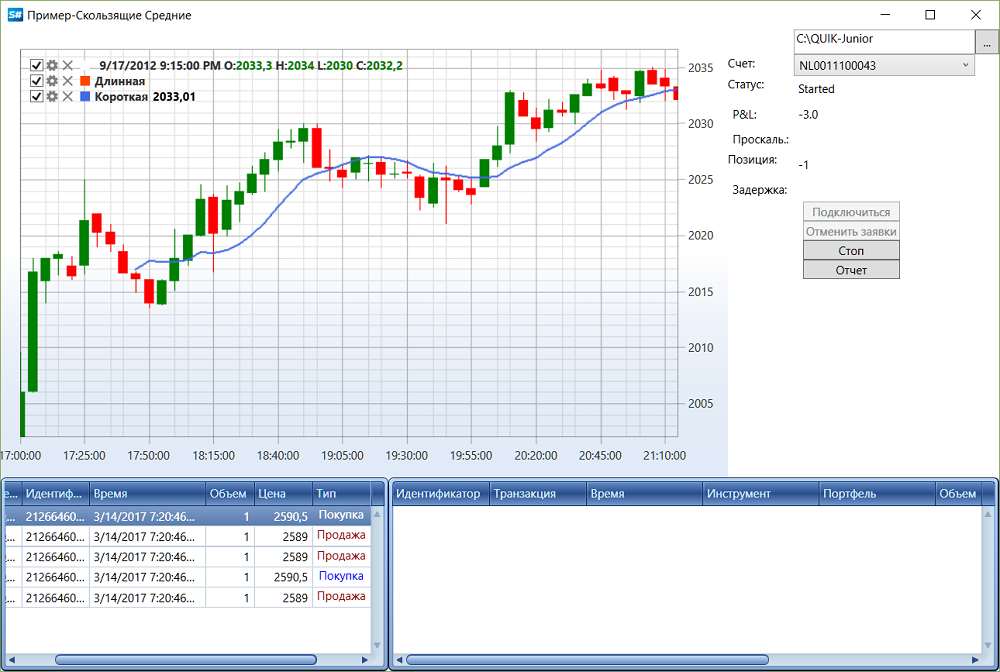 S# Пример-Скользящие Средние
C:\QUIK-Junior
...
Счет: NL0011100043
Статус: Started
P&L: -3.0
Проскаль.:
Позиция: -1
Задержка:
Подключиться
Отменить заявки
Стоп
Отчет
9/17/2012 9:15:00 PM O:2033,3 H:2034 L:2030 C:2032,2
Длинная
Короткая 2033,01
2035
2030
2025
2020
2015
2010
2005
17:00:00 17:25:00 17:50:00 18:15:00 18:40:00 19:05:00 19:30:00 19:55:00 20:20:00 20:45:00 21:10:00
е... Идентиф... Время Объем Цена Тип
... 21266460... 3/14/2017 7:20:46... 1 2590,5 Покупка
... 21266460... 3/14/2017 7:20:46... 1 2589 Продажа
... 21266460... 3/14/2017 7:20:46... 1 2589 Продажа
... 21266460... 3/14/2017 7:20:46... 1 2590,5 Покупка
... 21266460... 3/14/2017 7:20:46... 1 2589 Продажа
Идентификатор Транзакция Время Инструмент Портфель Объем